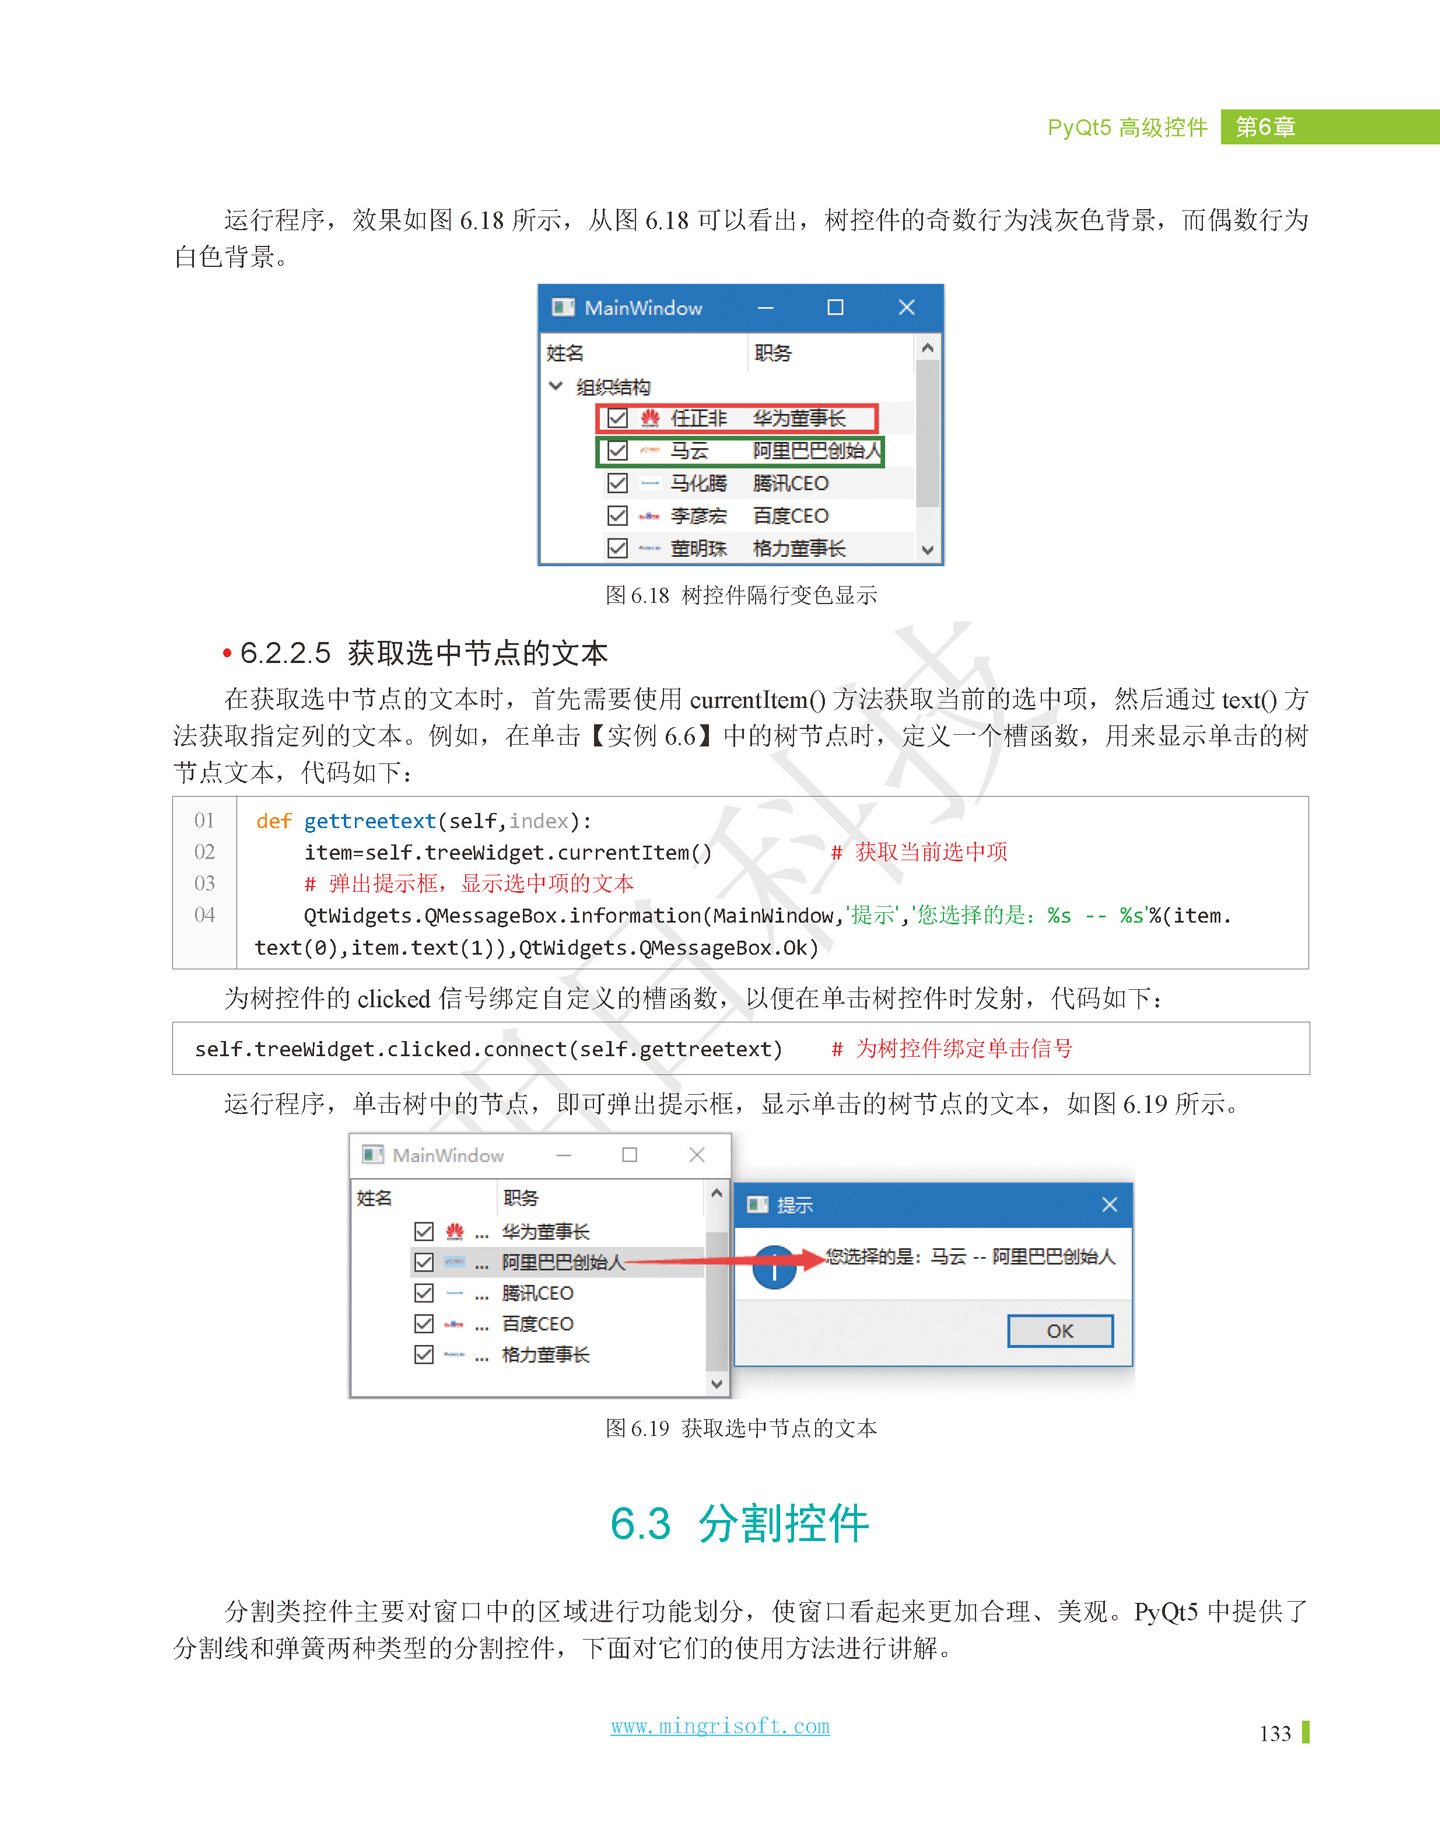 PyQt5 高级控件 第6章
运行程序，效果如图 6.18 所示，从图 6.18 可以看出，树控件的奇数行为浅灰色背景，而偶数行为
白色背景。
MainWindow
姓名 职务
组织结构
任正非 华为董事长
马云 阿里巴巴创始人
马化腾 腾讯CEO
李彦宏 百度CEO
董明珠 格力董事长
图 6.18 树控件隔行变色显示
• 6.2.2.5 获取选中节点的文本
在获取选中节点的文本时，首先需要使用 currentItem() 方法获取当前的选中项，然后通过 text() 方
法获取指定列的文本。例如，在单击【实例 6.6】中的树节点时，定义一个槽函数，用来显示单击的树
节点文本，代码如下：
01 def gettreetext(self,index):
02 item=self.treeWidget.currentItem() # 获取当前选中项
03 # 弹出提示框，显示选中项的文本
04 QtWidgets.QMessageBox.information(MainWindow,'提示','您选择的是：%s -- %s'%(item.
text(0),item.text(1)),QtWidgets.QMessageBox.Ok)
为树控件的 clicked 信号绑定自定义的槽函数，以便在单击树控件时发射，代码如下：
self.treeWidget.clicked.connect(self.gettreetext) # 为树控件绑定单击信号
运行程序，单击树中的节点，即可弹出提示框，显示单击的树节点的文本，如图 6.19 所示。
MainWindow
姓名 职务
... 华为董事长
... 阿里巴巴创始人
... 腾讯CEO
... 百度CEO
... 格力董事长
提示
您选择的是：马云 -- 阿里巴巴创始人
OK
图 6.19 获取选中节点的文本
6.3 分割控件
分割类控件主要对窗口中的区域进行功能划分，使窗口看起来更加合理、美观。PyQt5 中提供了
分割线和弹簧两种类型的分割控件，下面对它们的使用方法进行讲解。
www.mingrisoft.com
133
明日科技